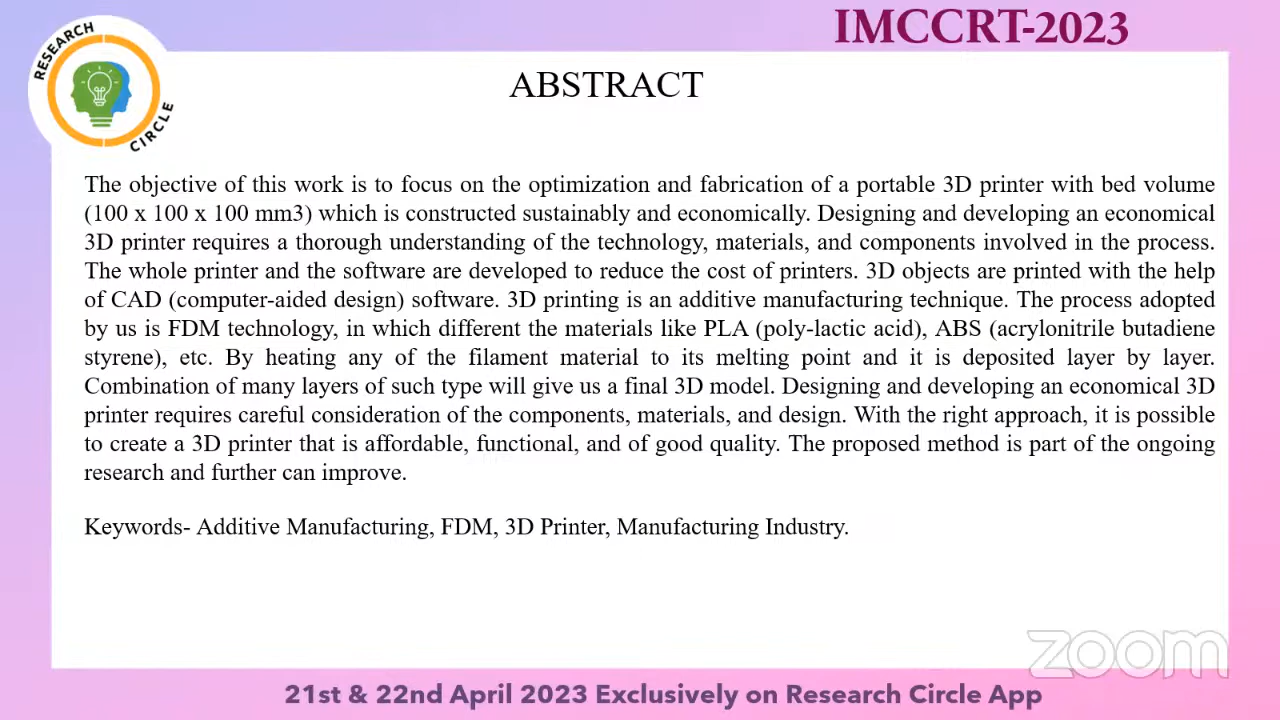 RESEARCH
CIRCLE
IMCCRT-2023
ABSTRACT
The objective of this work is to focus on the optimization and fabrication of a portable 3D printer with bed volume
(100 x 100 x 100 mm3) which is constructed sustainably and economically. Designing and developing an economical
3D printer requires a thorough understanding of the technology, materials, and components involved in the process.
The whole printer and the software are developed to reduce the cost of printers. 3D objects are printed with the help
of CAD (computer-aided design) software. 3D printing is an additive manufacturing technique. The process adopted
by us is FDM technology, in which different the materials like PLA (poly-lactic acid), ABS (acrylonitrile butadiene
styrene), etc. By heating any of the filament material to its melting point and it is deposited layer by layer.
Combination of many layers of such type will give us a final 3D model. Designing and developing an economical 3D
printer requires careful consideration of the components, materials, and design. With the right approach, it is possible
to create a 3D printer that is affordable, functional, and of good quality. The proposed method is part of the ongoing
research and further can improve.
Keywords- Additive Manufacturing, FDM, 3D Printer, Manufacturing Industry.
zoom
21st & 22nd April 2023 Exclusively on Research Circle App